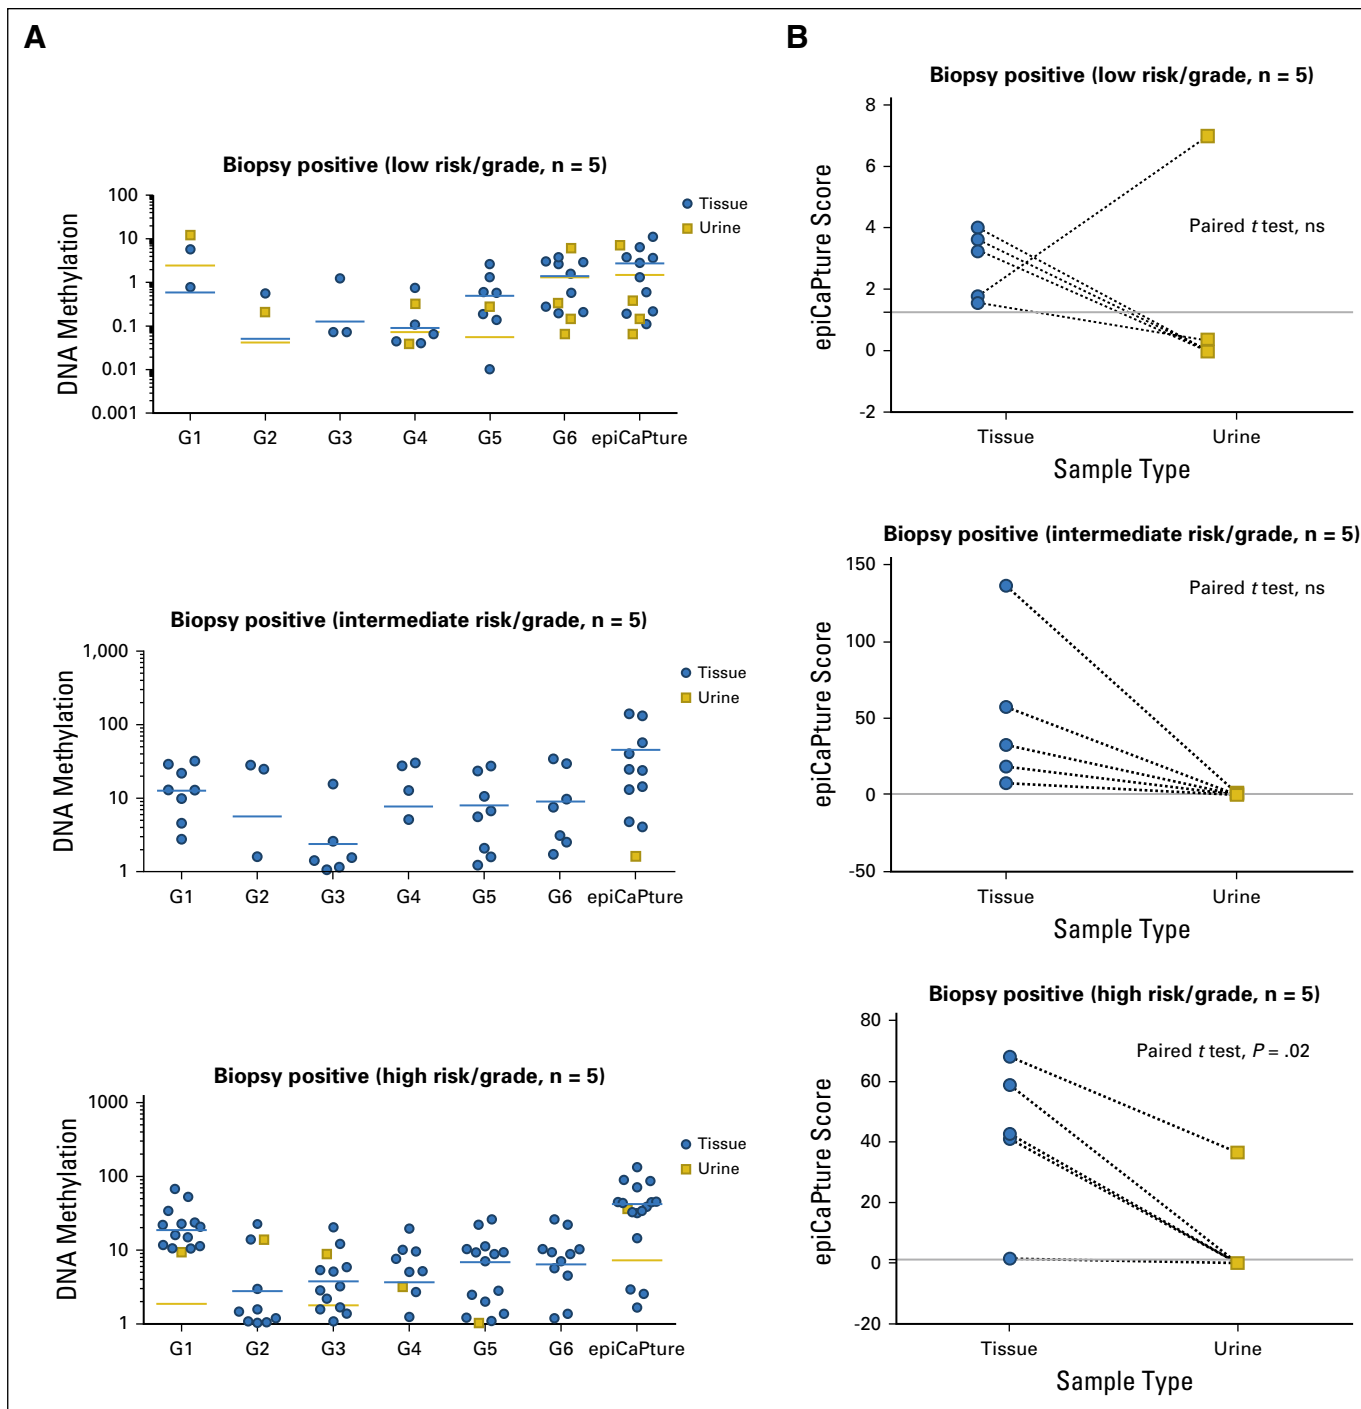 A
Biopsy positive (low risk/grade, n = 5)
DNA Methylation
100
10
1
0.1
0.01
0.001
Tissue
Urine
G1 G2 G3 G4 G5 G6 epiCaPture
Biopsy positive (intermediate risk/grade, n = 5)
DNA Methylation
1,000
100
10
1
Tissue
Urine
G1 G2 G3 G4 G5 G6 epiCaPture
Biopsy positive (high risk/grade, n = 5)
DNA Methylation
1000
100
10
1
Tissue
Urine
G1 G2 G3 G4 G5 G6 epiCaPture
B
Biopsy positive (low risk/grade, n = 5)
epiCaPture Score
8
6
4
2
0
-2
Paired t test, ns
Tissue Urine
Sample Type
Biopsy positive (intermediate risk/grade, n = 5)
epiCaPture Score
150
100
50
0
-50
Paired t test, ns
Tissue Urine
Sample Type
Biopsy positive (high risk/grade, n = 5)
epiCaPture Score
80
60
40
20
0
-20
Paired t test, P = .02
Tissue Urine
Sample Type